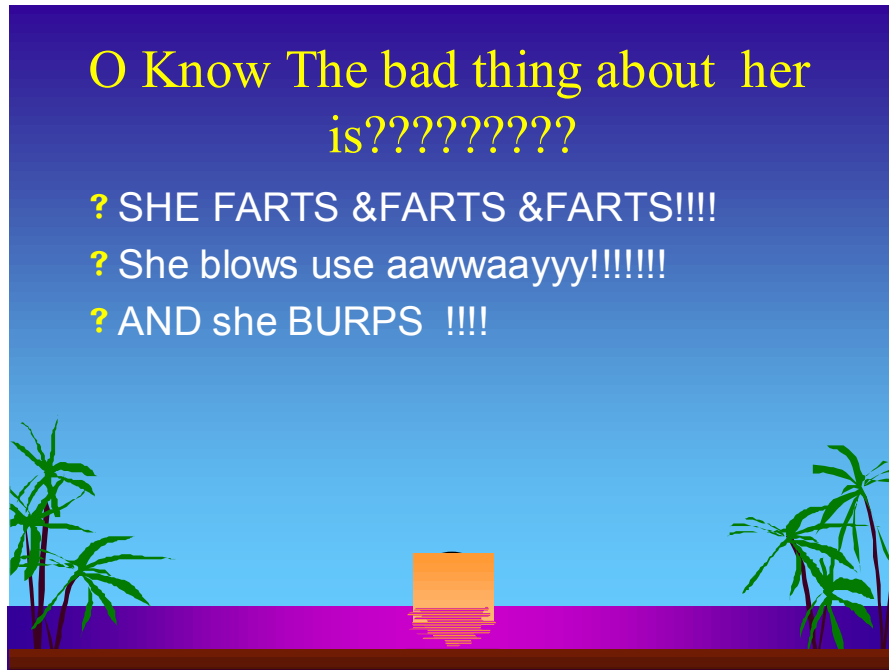 O Know The bad thing about  her
is?????????
? SHE FARTS &FARTS &FARTS!!!!
? She blows use aawwaayyy!!!!!!!
? AND she BURPS  !!!!